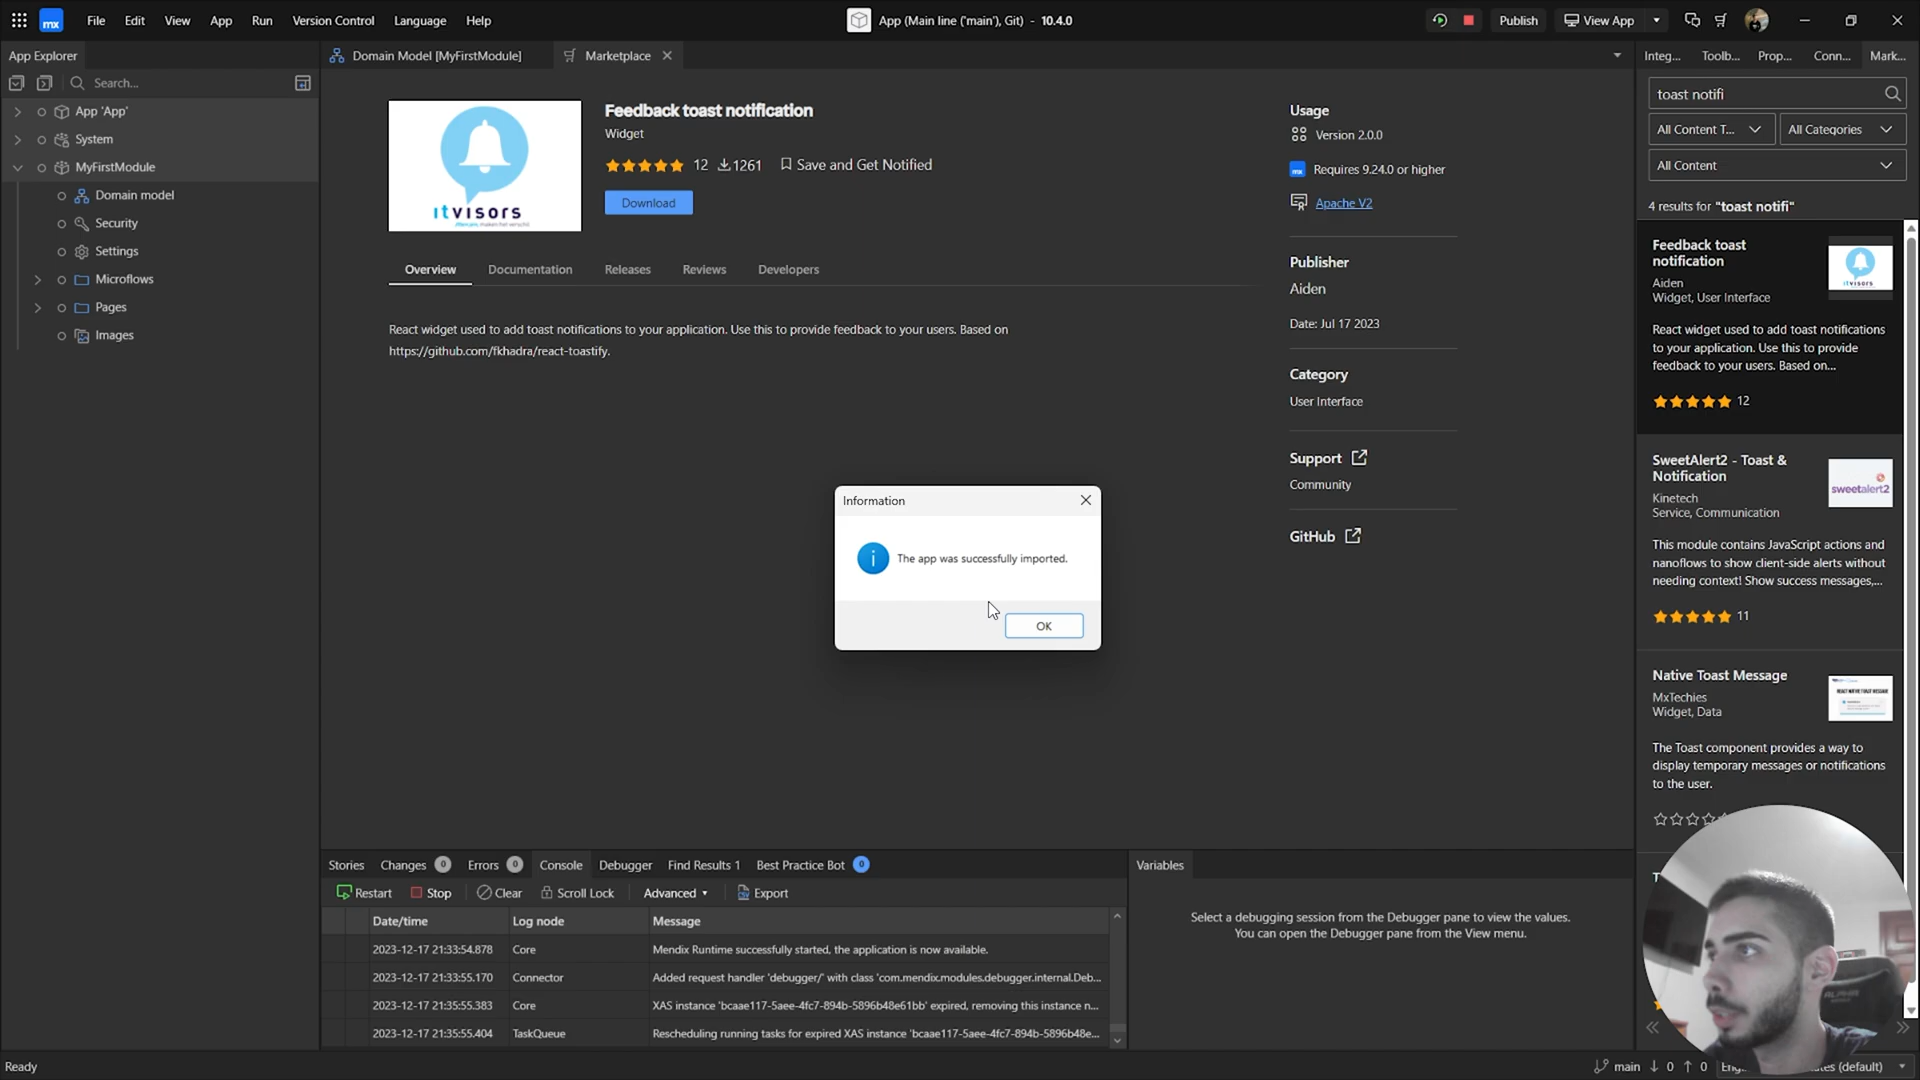 mx File Edit View App Run Version Control Language Help
App (Main line ('main'), Git) - 10.4.0
Publish View App
App Explorer
Search...
App 'App'
System
MyFirstModule
Domain model
Security
Settings
Microflows
Pages
Images
Domain Model [MyFirstModule]
Marketplace
itvisors
Feedback toast notification
Widget
12 1261 Save and Get Notified
Download
Overview Documentation Releases Reviews Developers
React widget used to add toast notifications to your application. Use this to provide feedback to your users. Based on
https://github.com/fkhadra/react-toastify.
Usage
Version 2.0.0
Requires 9.24.0 or higher
Apache V2
Publisher
Aiden
Date: Jul 17 2023
Category
User Interface
Support
Community
GitHub
Information
The app was successfully imported.
OK
Integ... Toolb... Prop... Conn... Mark...
toast notifi
All Content T... All Categories
All Content
4 results for "toast notifi"
Feedback toast
notification
Aiden
Widget, User Interface
itvisors
React widget used to add toast notifications
to your application. Use this to provide
feedback to your users. Based on...
12
SweetAlert2 - Toast &
Notification
Kinetech
Service, Communication
sweetalert2
This module contains JavaScript actions and
nanoflows to show client-side alerts without
needing context! Show success messages,...
11
Native Toast Message
MxTechies
Widget, Data
The Toast component provides a way to
display temporary messages or notifications
to the user.
Stories Changes 0 Errors 0 Console Debugger Find Results 1 Best Practice Bot 0
Restart Stop Clear Scroll Lock Advanced Export
Date/time Log node Message
2023-12-17 21:33:54.878 Core Mendix Runtime successfully started, the application is now available.
2023-12-17 21:33:55.170 Connector Added request handler 'debugger/' with class 'com.mendix.modules.debugger.internal.Deb...
2023-12-17 21:35:55.383 Core XAS instance 'bcaae117-5aee-4fc7-894b-5896b48e61bb' expired, removing this instance n...
2023-12-17 21:35:55.404 TaskQueue Rescheduling running tasks for expired XAS instance 'bcaae117-5aee-4fc7-894b-5896b48e...
Variables
Select a debugging session from the Debugger pane to view the values.
You can open the Debugger pane from the View menu.
Ready
main 0 0 (default)